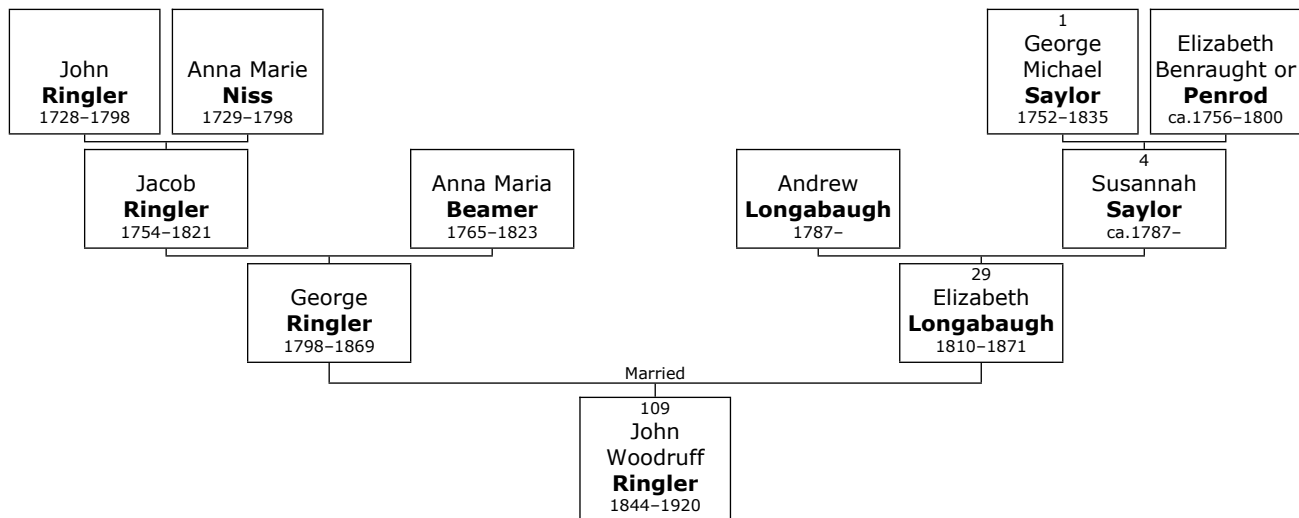 John
Ringler
1728–1798
Anna Marie
Niss
1729–1798
1
George
Michael
Saylor
1752–1835
Elizabeth
Benraught or
Penrod
ca.1756–1800
Jacob
Ringler
1754–1821
Anna Maria
Beamer
1765–1823
Andrew
Longabaugh
1787–
4
Susannah
Saylor
ca.1787–
George
Ringler
1798–1869
29
Elizabeth
Longabaugh
1810–1871
Married
109
John
Woodruff
Ringler
1844–1920